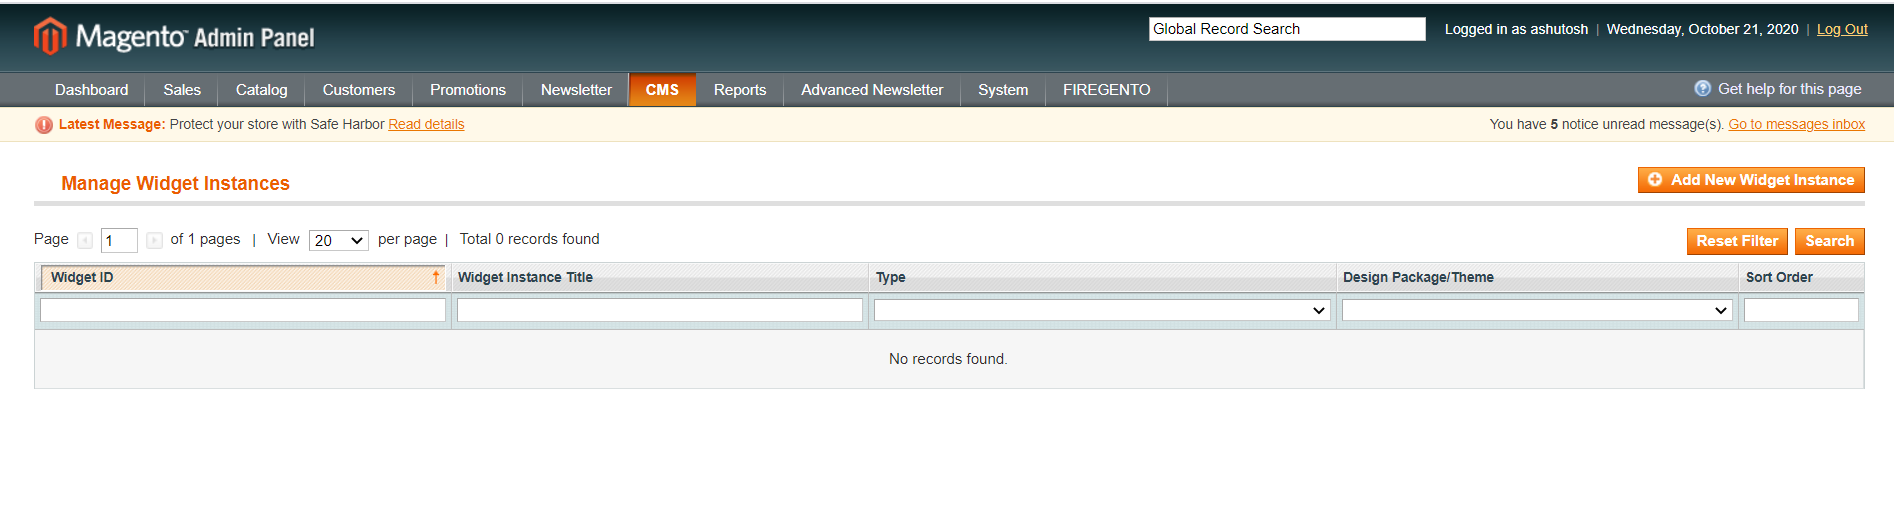 Magento Admin Panel
Global Record Search
Logged in as ashutosh | Wednesday, October 21, 2020 | Log Out
Dashboard Sales Catalog Customers Promotions Newsletter CMS Reports Advanced Newsletter System FIREGENTO Get help for this page
Latest Message: Protect your store with Safe Harbor Read details
You have 5 notice unread message(s). Go to messages inbox
Manage Widget Instances
Add New Widget Instance
Page 1 of 1 pages | View 20 per page | Total 0 records found
Reset Filter Search
Widget ID Widget Instance Title Type Design Package/Theme Sort Order
No records found.